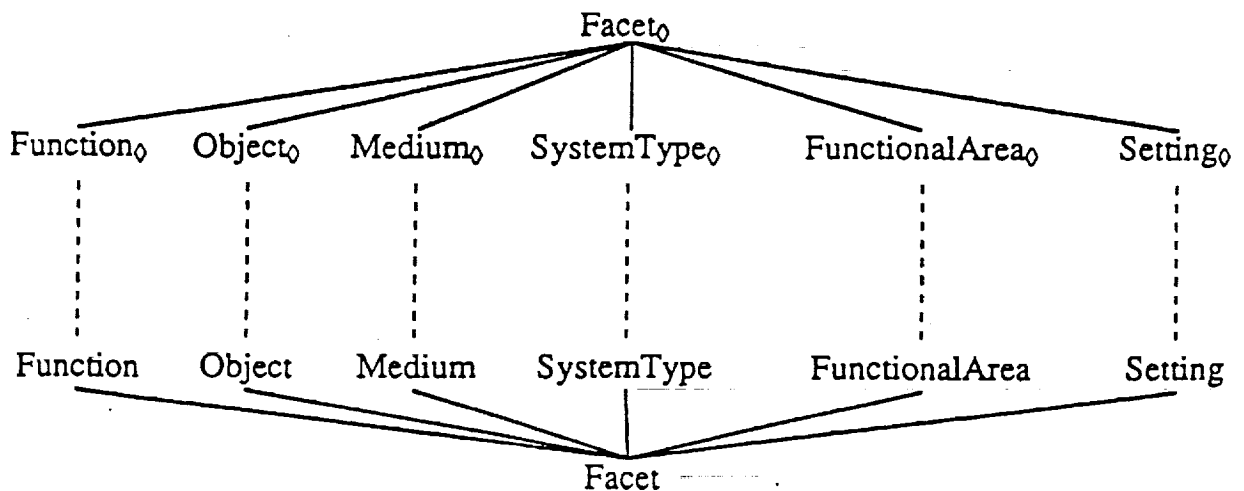 Facet◊
Function◊ Object◊ Medium◊ SystemType◊ FunctionalArea◊ Setting◊
Function Object Medium SystemType FunctionalArea Setting
Facet